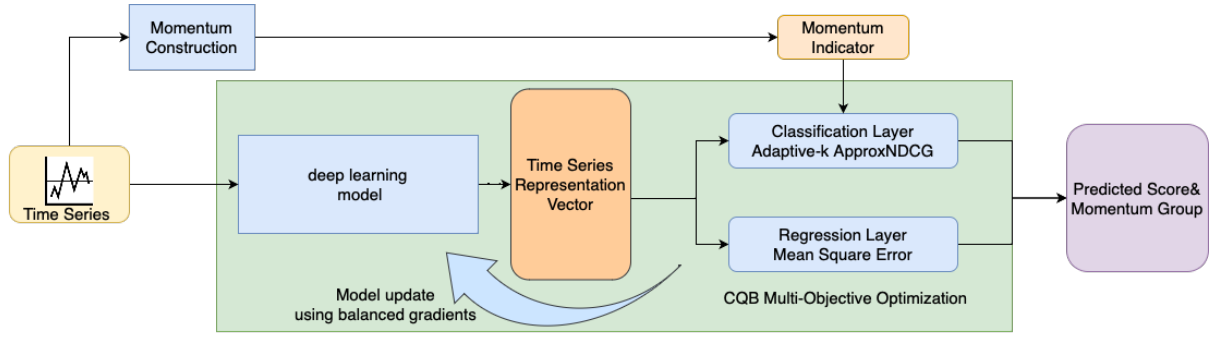 Momentum
Construction
Momentum
Indicator
Time Series
deep learning
model
Time Series
Representation
Vector
Classification Layer
Adaptive-k ApproxNDCG
Regression Layer
Mean Square Error
Model update
using balanced gradients
CQB Multi-Objective Optimization
Predicted Score&
Momentum Group